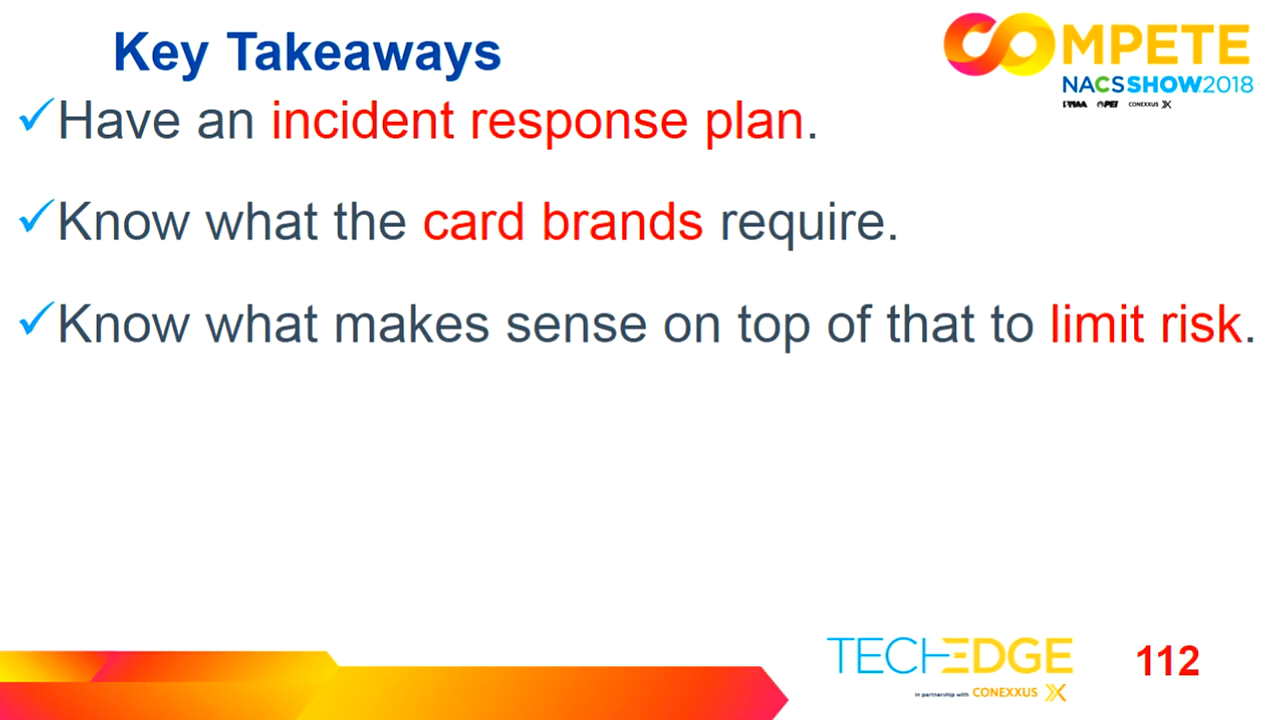 Key Takeaways
COMPETE
NACSSHOW2018
PEI CONEXXUS
✓Have an incident response plan.
✓Know what the card brands require.
✓Know what makes sense on top of that to limit risk.
TECHEDGE
in partnership with CONEXXUS
112